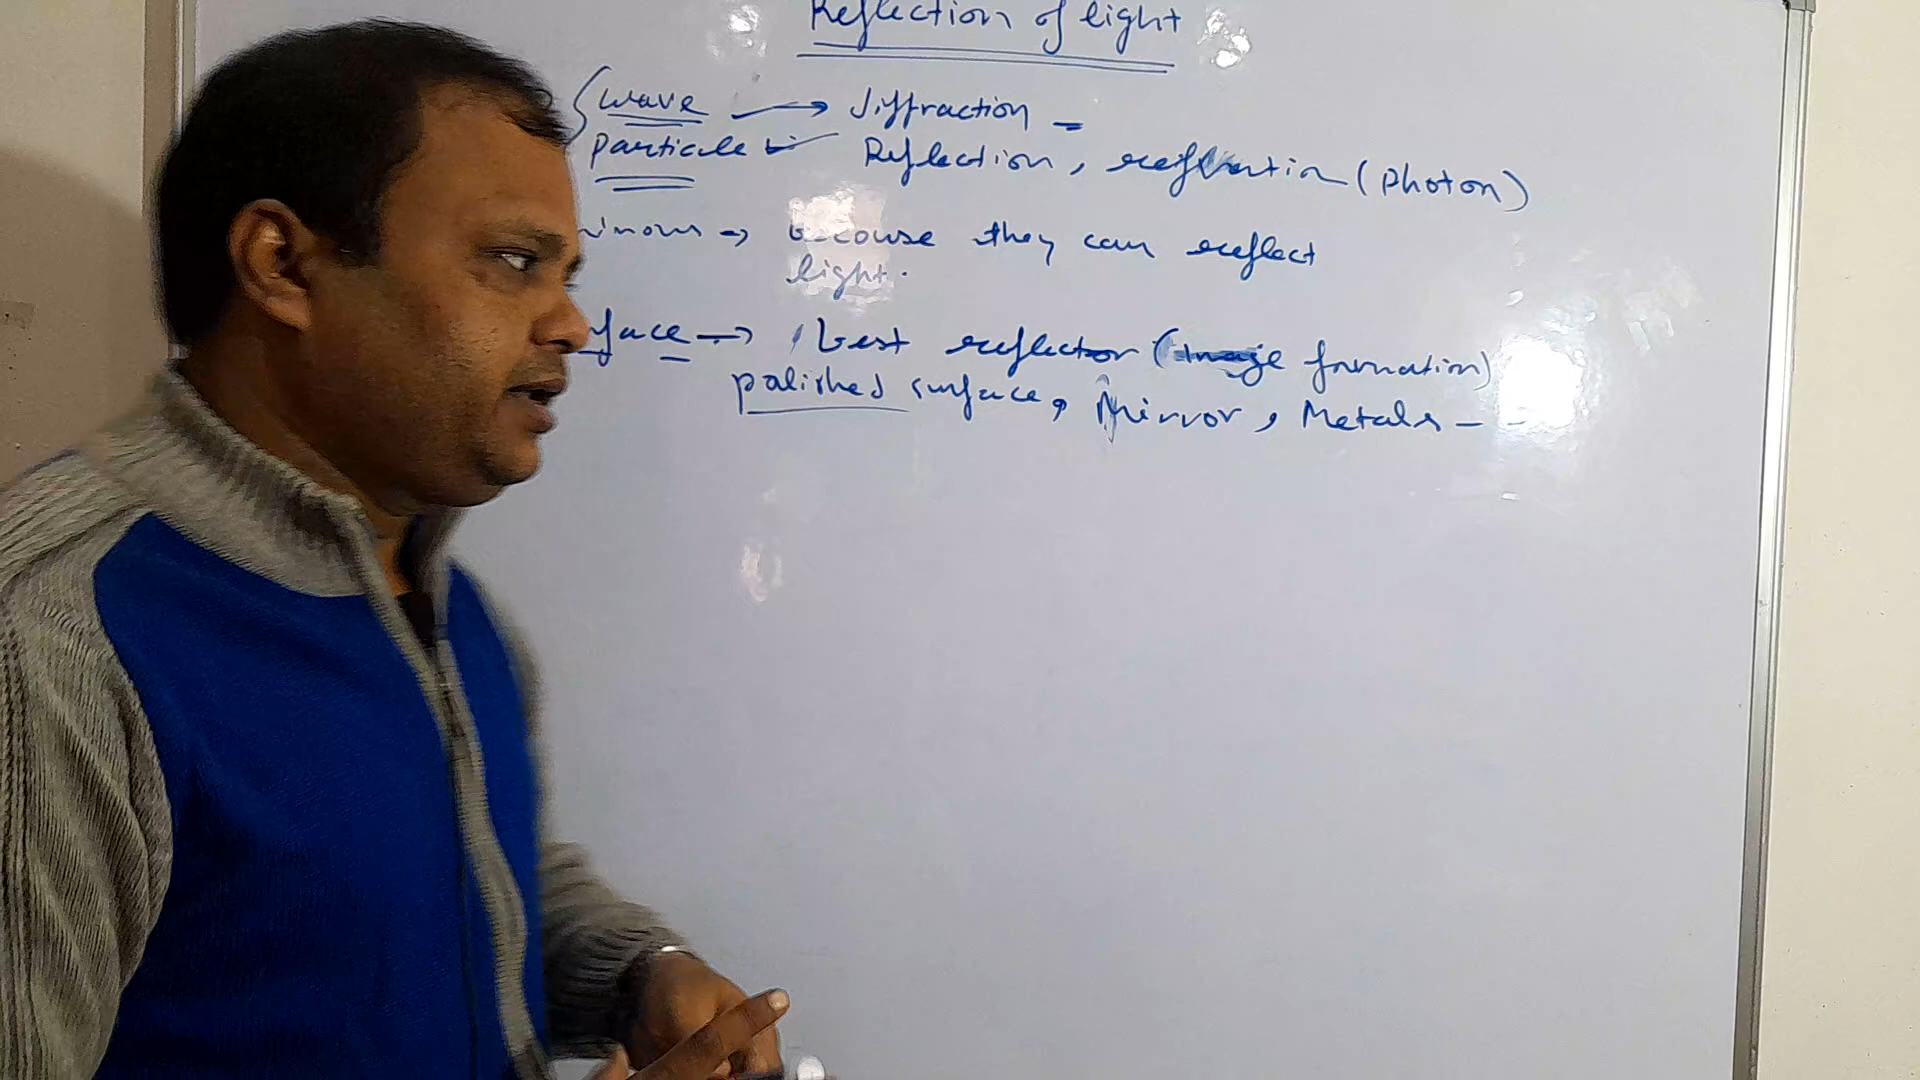 Reflection of light
wave → diffraction -
particle Reflection, (photon)
→ because they can reflect
light.
→ best reflector (Image formation)
polished surface, Mirror, Metals - -